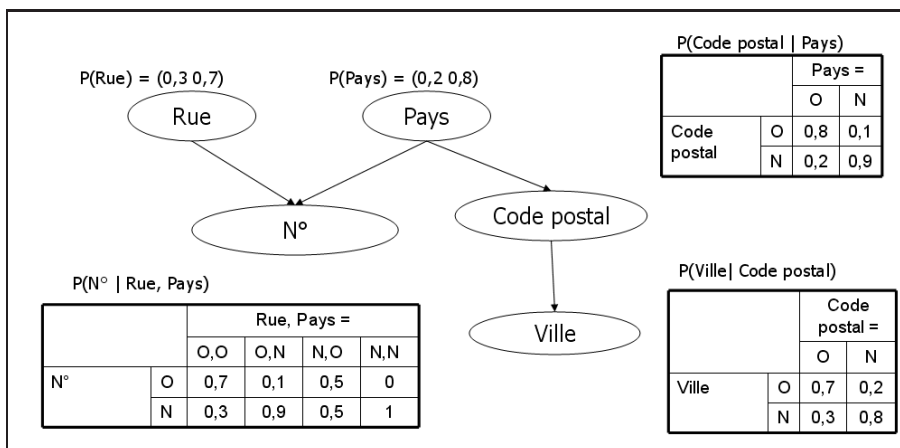 P(Code postal | Pays)
P(Rue) = (0,3 0,7) P(Pays) = (0,2 0,8)
Pays =
O N
Code postal O 0,8 0,1
N 0,2 0,9
Rue Pays
N° Code postal
P(N° | Rue, Pays)
Rue, Pays =
O,O O,N N,O N,N
N° O 0,7 0,1 0,5 0
N 0,3 0,9 0,5 1
Ville
P(Ville| Code postal)
Code
postal =
O N
Ville O 0,7 0,2
N 0,3 0,8